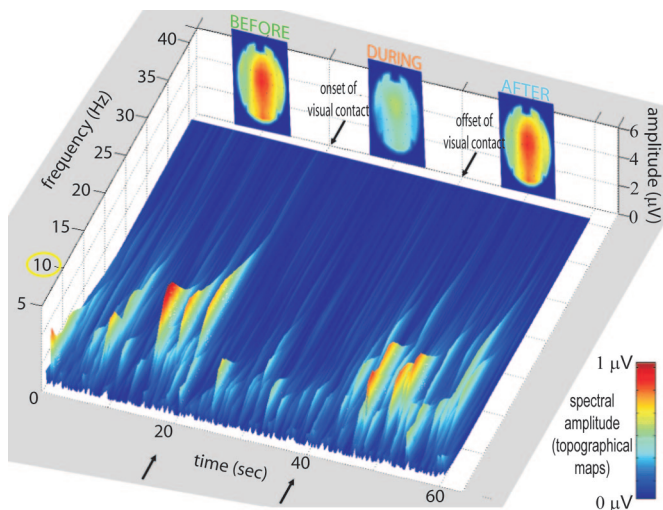 BEFORE
DURING
AFTER
onset of
visual contact
offset of
visual contact
frequency (Hz)
40
35
30
25
20
15
10
5
amplitude (µV)
6
4
2
0
0
20
40
60
time (sec)
1 µV
spectral
amplitude
(topographical
maps)
0 µV